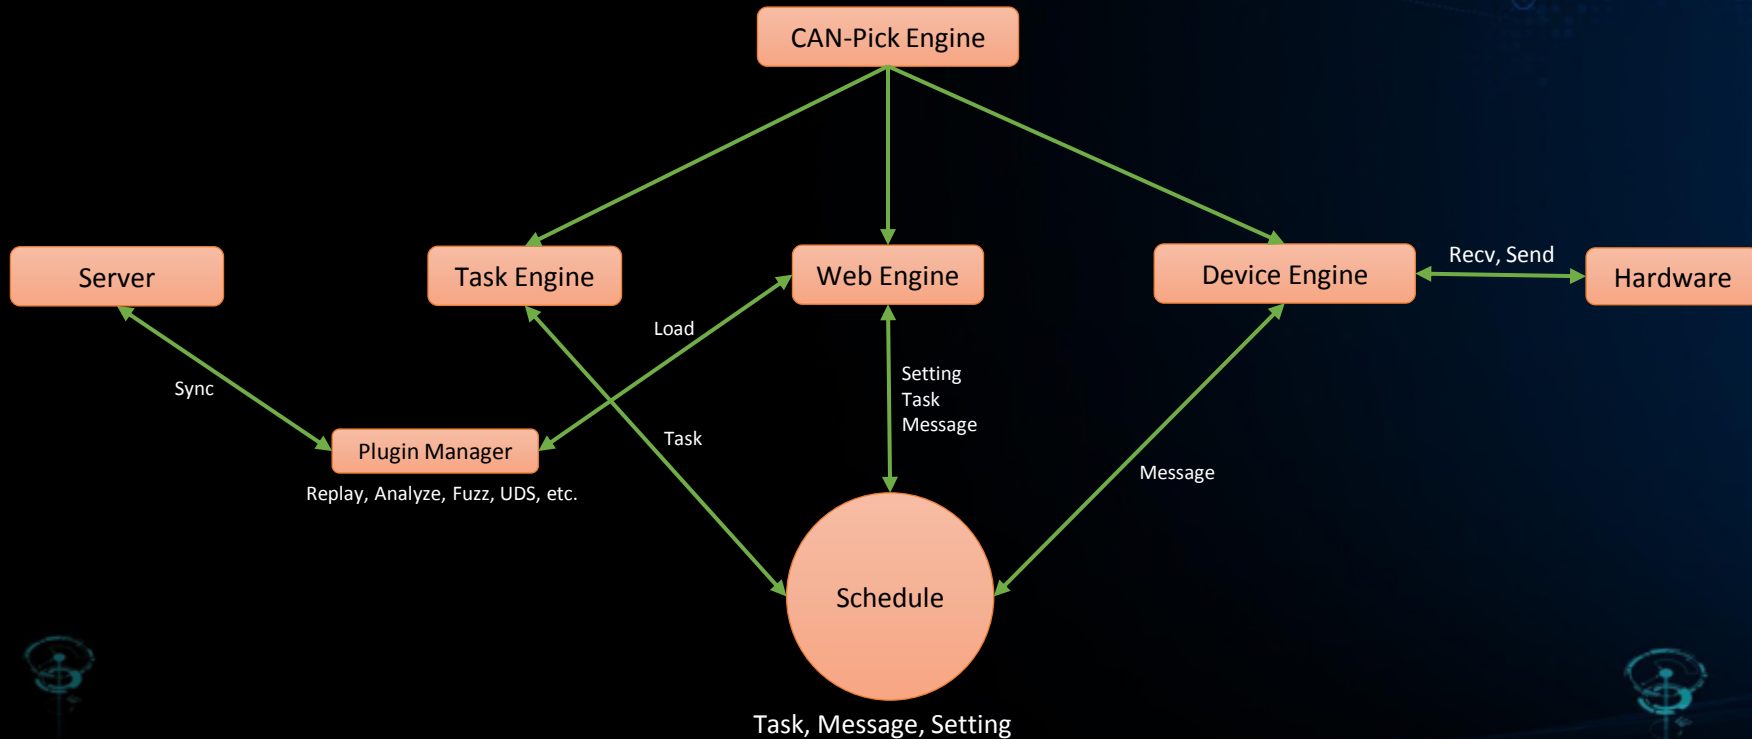 CAN-Pick Engine
Server
Task Engine
Web Engine
Device Engine
Recv, Send
Hardware
Load
Sync
Setting
Task
Message
Task
Plugin Manager
Message
Replay, Analyze, Fuzz, UDS, etc.
Schedule
Task, Message, Setting